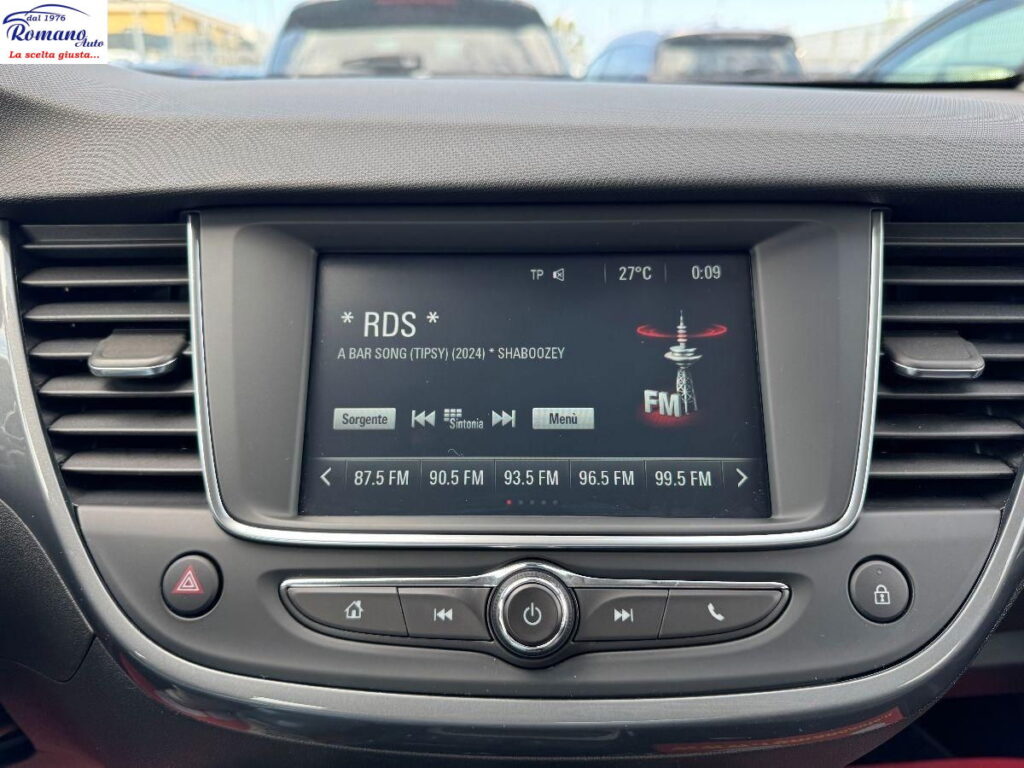 dal 1976
Romano Auto
La scelta giusta...
TP 27°C 0:09
* RDS *
A BAR SONG (TIPSY) (2024) * SHABOOZEY
FM
Sorgente Sintonia Menù
87.5 FM 90.5 FM 93.5 FM 96.5 FM 99.5 FM